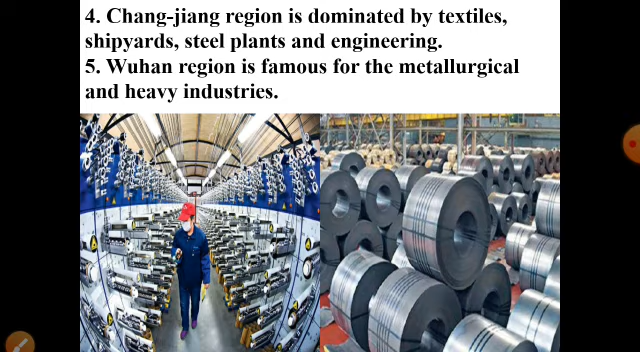 4. Chang-jiang region is dominated by textiles,
shipyards, steel plants and engineering.
5. Wuhan region is famous for the metallurgical
and heavy industries.